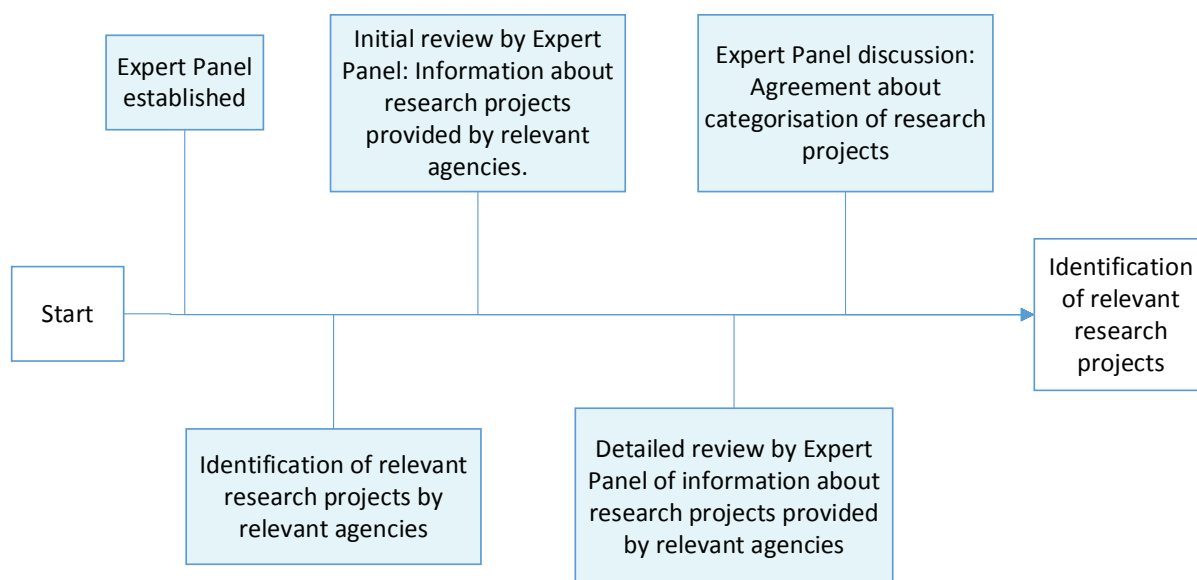 Expert Panel
established
Initial review by Expert
Panel: Information about
research projects
provided by relevant
agencies.
Expert Panel discussion:
Agreement about
categorisation of research
projects
Start
Identification
of relevant
research
projects
Identification of relevant
research projects by
relevant agencies
Detailed review by Expert
Panel of information about
research projects provided
by relevant agencies